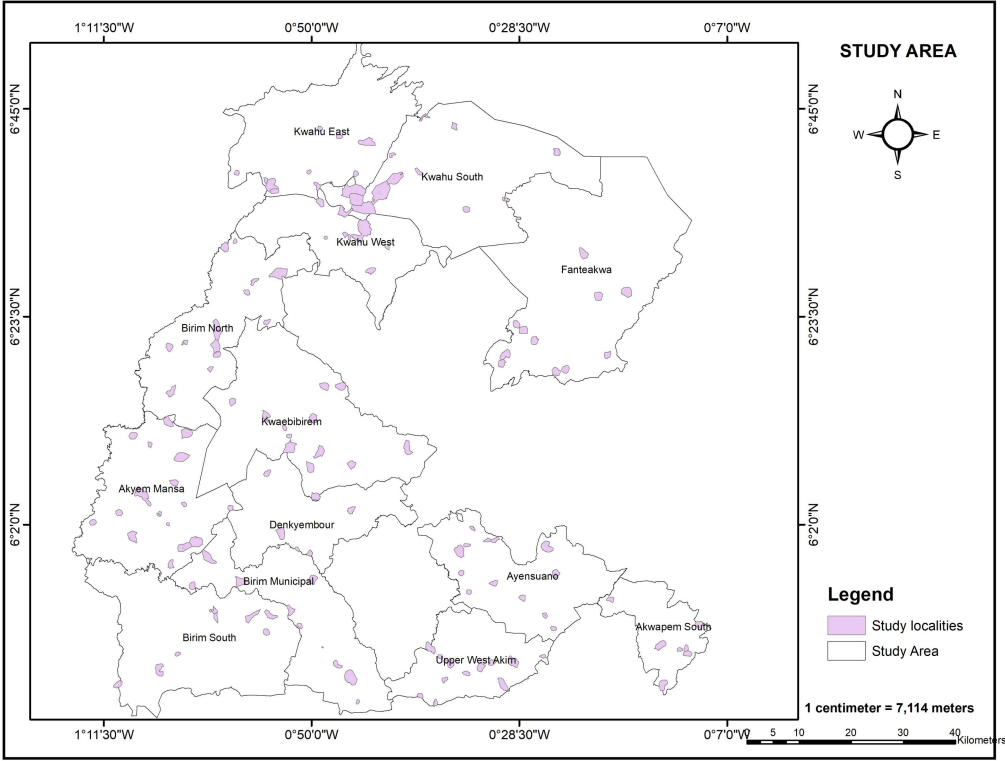 1°11'30"W 0°50'0"W 0°28'30"W 0°7'0"W
STUDY AREA
N
W E
S
6°45'0"N 6°45'0"N
Kwahu East
Kwahu South
Kwahu West
Fanteakwa
6°23'30"N 6°23'30"N
Birim North
Kwaebibirem
Akyem Mansa
Denkyembour
6°2'0"N 6°2'0"N
Ayensuano
Birim Municipal
Akwapem South
Birim South
Upper West Akim
Legend
Study localities
Study Area
1 centimeter = 7,114 meters
1°11'30"W 0°50'0"W 0°28'30"W 0°7'0"W
0 5 10 20 30 40
Kilometers